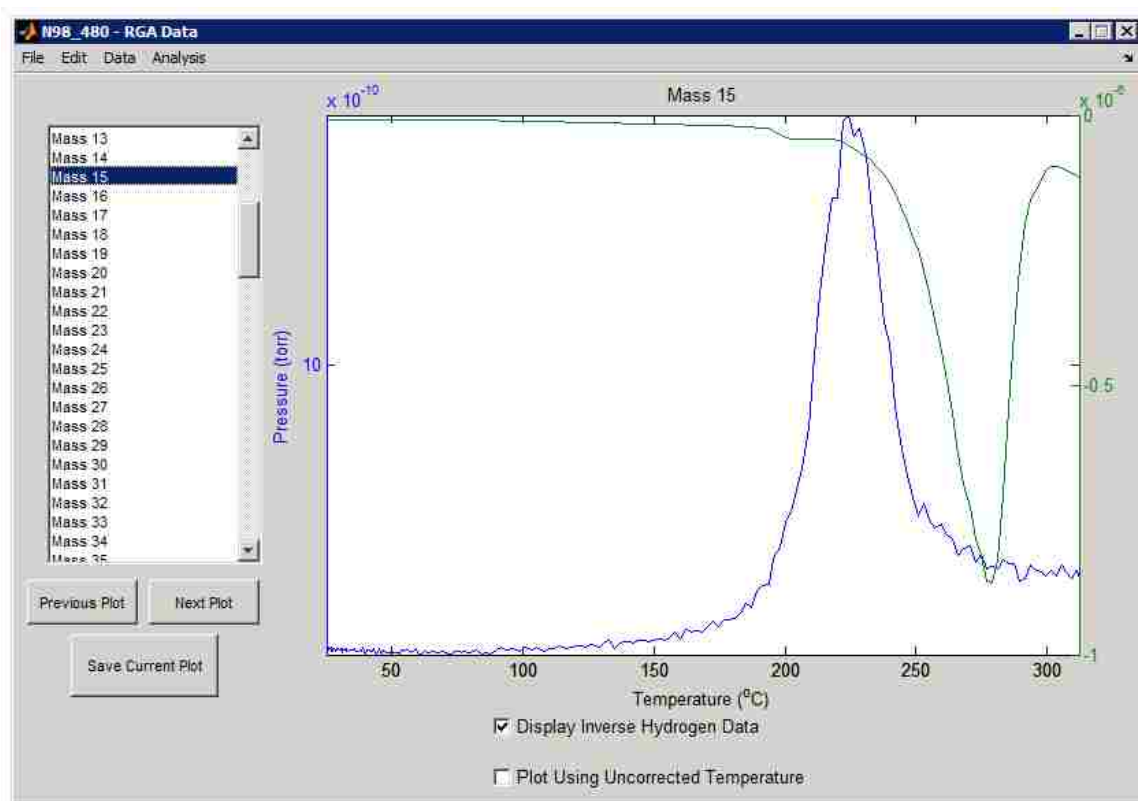 N98_480 - RGA Data
File Edit Data Analysis
Mass 13
Mass 14
Mass 15
Mass 16
Mass 17
Mass 18
Mass 19
Mass 20
Mass 21
Mass 22
Mass 23
Mass 24
Mass 25
Mass 26
Mass 27
Mass 28
Mass 29
Mass 30
Mass 31
Mass 32
Mass 33
Mass 34
Mass 35
Previous Plot Next Plot
Save Current Plot
x 10⁻¹⁰ Mass 15
0
Pressure (torr)
10
-0.5
-1
50 100 150 200 250 300
Temperature (⁰C)
Display Inverse Hydrogen Data
Plot Using Uncorrected Temperature